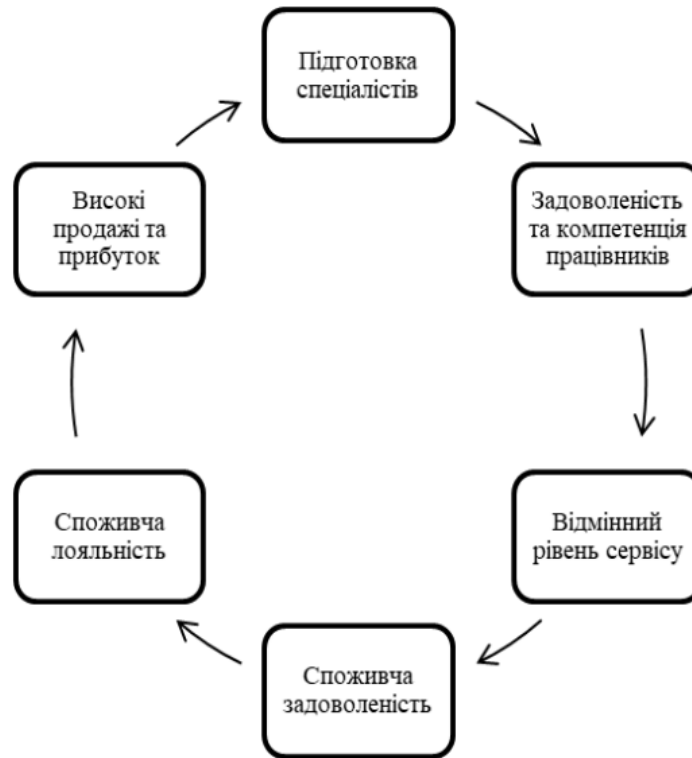 Підготовка
спеціалістів
Задоволеність
та компетенція
працівників
Відмінний
рівень сервісу
Споживча
задоволеність
Споживча
лояльність
Високі
продажі та
прибуток